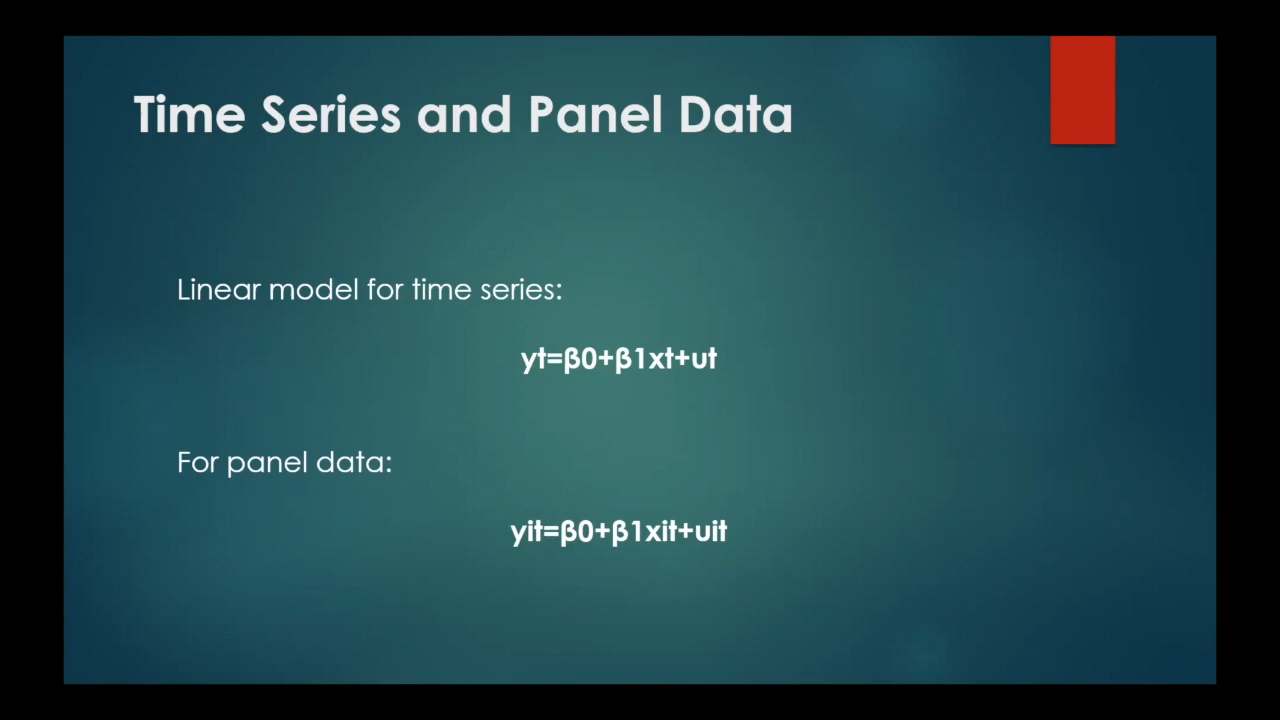 Time Series and Panel Data
Linear model for time series:
yt=β0+β1xt+ut
For panel data:
yit=β0+β1xit+uit